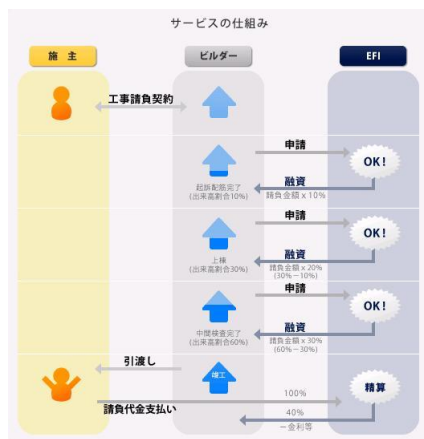 サービスの仕組み
施 主
ビルダー
EFI
工事請負契約
申請
OK!
起訴配筋完了
(出来高割合10%)
融資
請負金額 x 10%
申請
OK!
上棟
(出来高割合30%)
融資
請負金額 x 20%
(30%－10%)
申請
OK!
中間検査完了
(出来高割合60%)
融資
請負金額 x 30%
(60%－30%)
引渡し
竣工
100%
精算
請負代金支払い
40%
－金利等